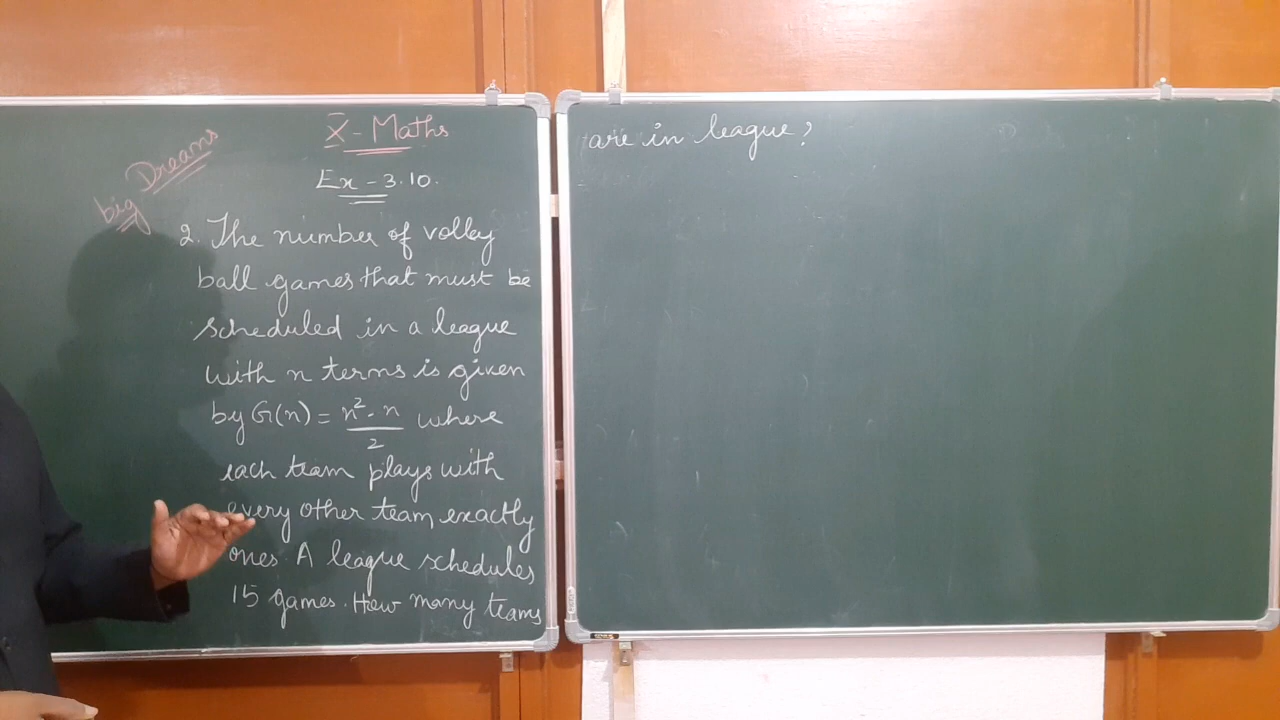 X - Maths
big Dreams
Ex - 3.10.
2. The number of volley
ball games that must be
scheduled in a league
with n terms is given
by G(n) = n² - n / 2 where
each team plays with
every other team exactly
ones. A league schedules
15 games. How many teams
are in league?